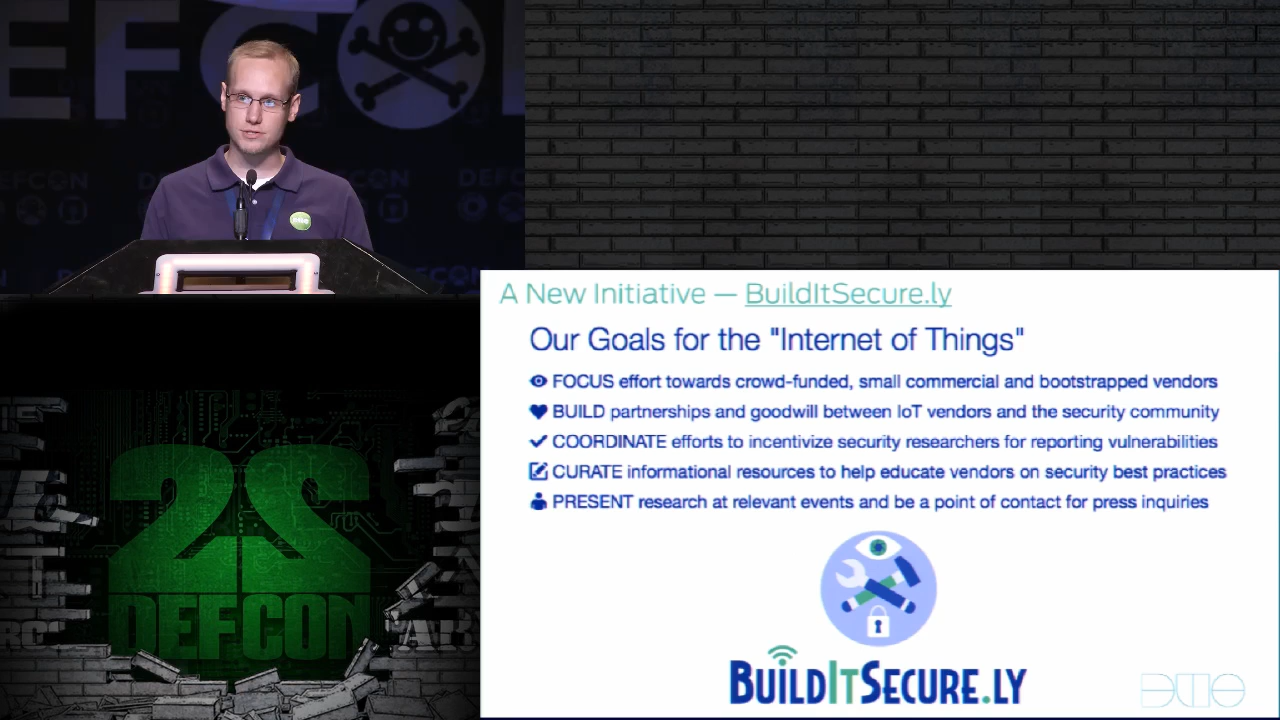 DEFCON
DEFCON
A New Initiative — BuildItSecure.ly
Our Goals for the "Internet of Things"
FOCUS effort towards crowd-funded, small commercial and bootstrapped vendors
BUILD partnerships and goodwill between IoT vendors and the security community
COORDINATE efforts to incentivize security researchers for reporting vulnerabilities
CURATE informational resources to help educate vendors on security best practices
PRESENT research at relevant events and be a point of contact for press inquiries
BUILDITSECURE.LY
DUO
22
DEFCON